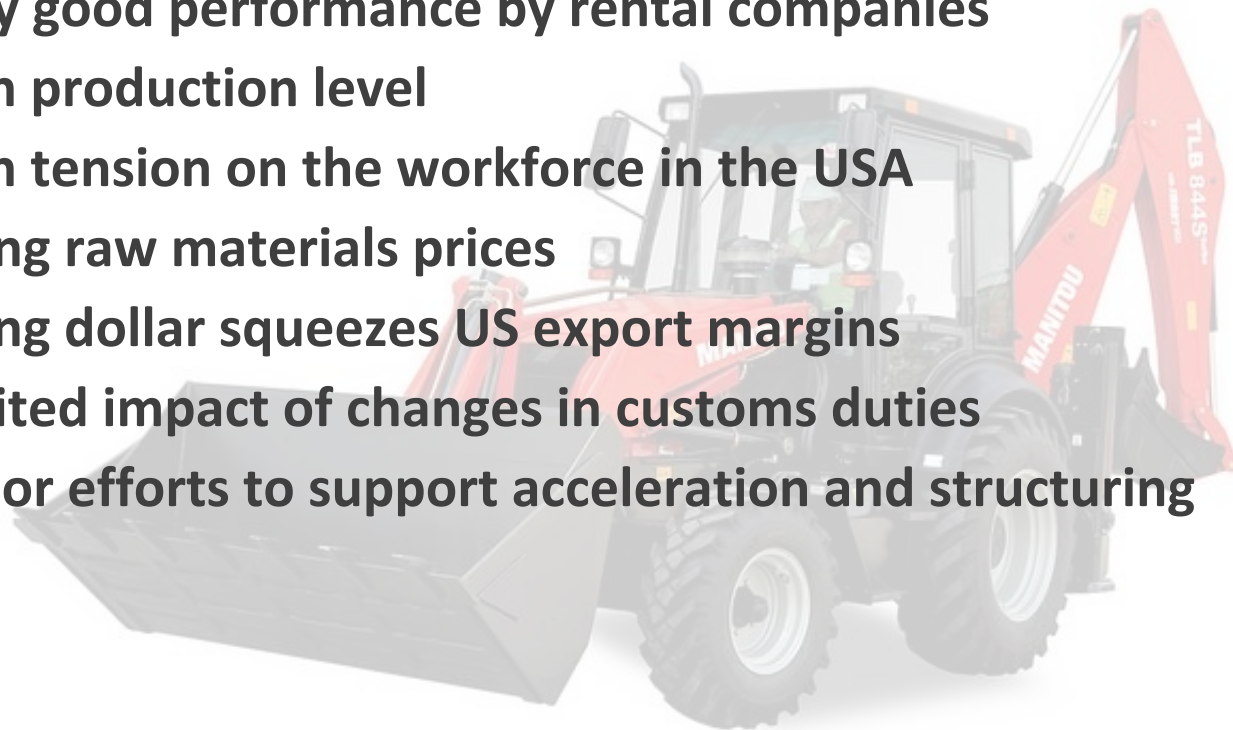 y good performance by rental companies
n production level
n tension on the workforce in the USA
ng raw materials prices
ng dollar squeezes US export margins
ited impact of changes in customs duties
or efforts to support acceleration and structuring
TLB 844S
MANITOU